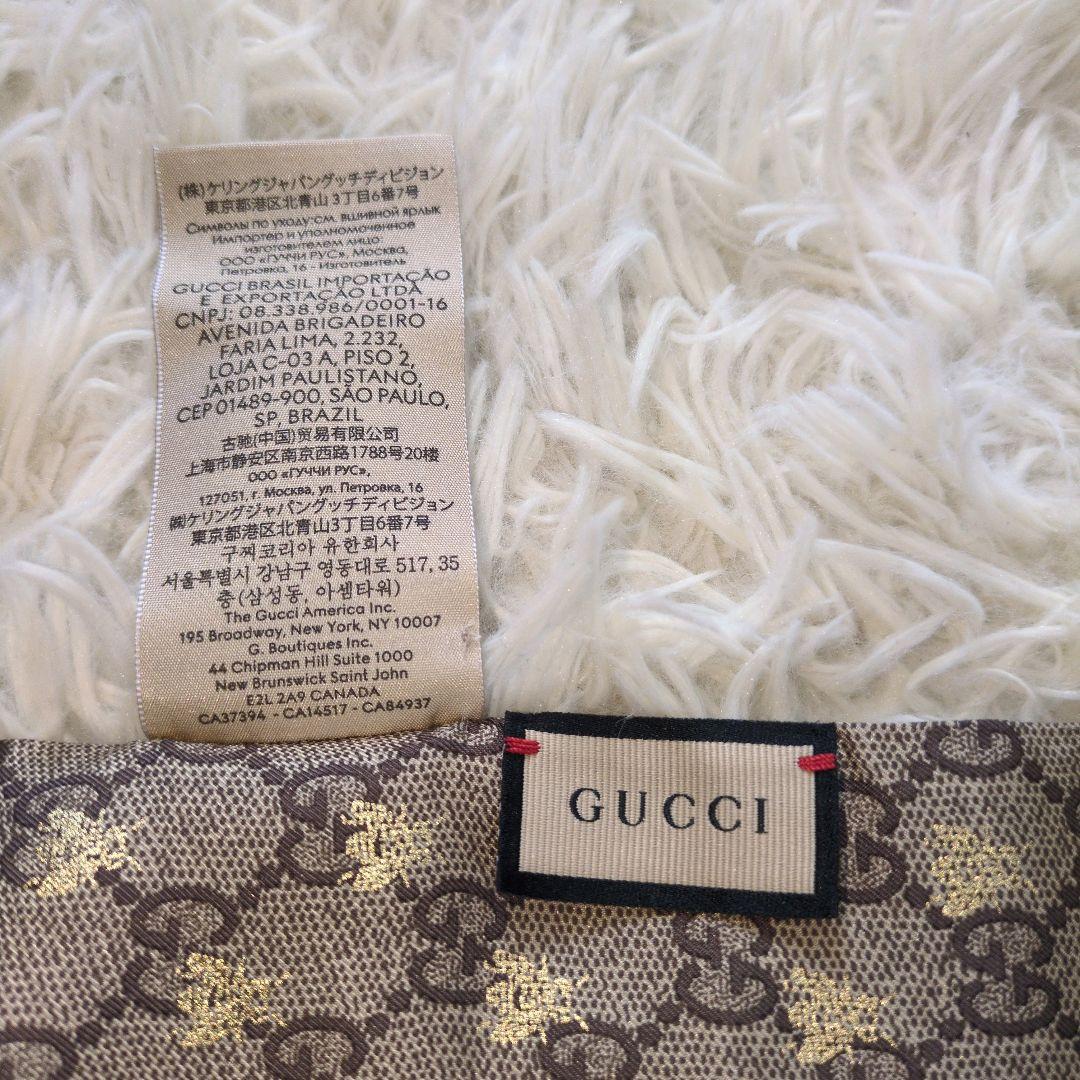 (株)ケリングジャパングッチディビジョン
東京都港区北青山 3丁目6番7号
Символы по уходу-см. вшивной ярлык
Импортер и уполномоченное
изготовителем лицо
ООО «ГУЧЧИ РУС», Москва,
Петровка, 16 - Изготовитель
GUCCI BRASIL IMPORTAÇÃO
E EXPORTAÇÃO LTDA
CNPJ: 08.338.986/0001-16
AVENIDA BRIGADEIRO
FARIA LIMA, 2.232,
LOJA C-03 A, PISO 2,
JARDIM PAULISTANO,
CEP 01489-900, SÃO PAULO,
SP, BRAZIL
古驰(中国)贸易有限公司
上海市静安区南京西路1788号20楼
ООО «ГУЧЧИ РУС»,
127051, г. Москва, ул. Петровка, 16
㈱ケリングジャパングッチディビジョン
東京都港区北青山3丁目6番7号
구찌코리아 유한회사
서울특별시 강남구 영동대로 517, 35
층(삼성동, 아셈타워)
The Gucci America Inc.
195 Broadway, New York, NY 10007
G. Boutiques Inc.
44 Chipman Hill Suite 1000
New Brunswick Saint John
E2L 2A9 CANADA
CA37394 - CA14517 - CA84937
GUCCI